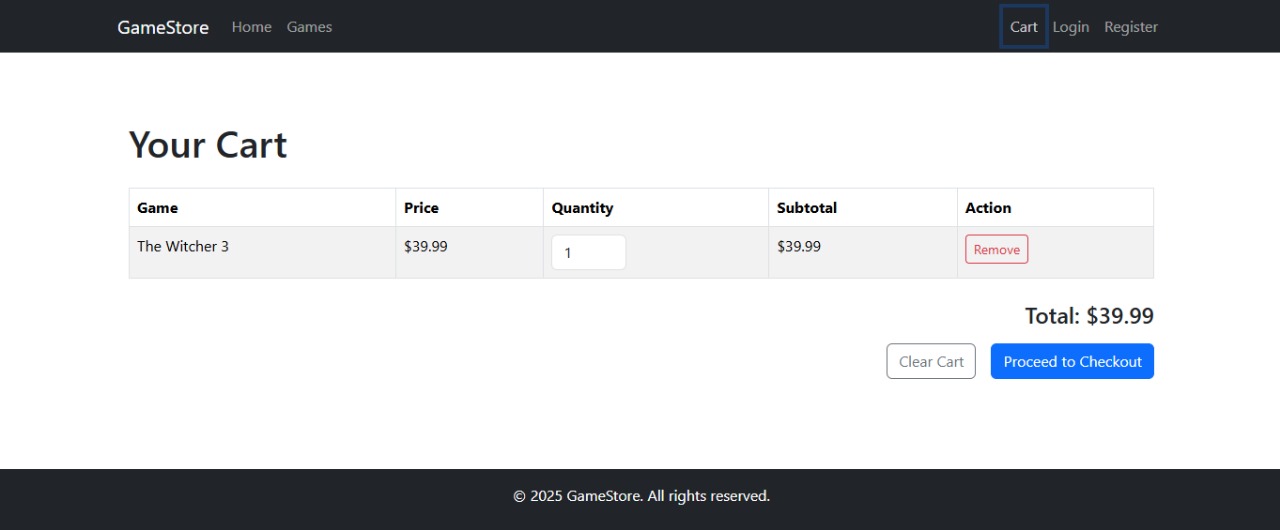 GameStore Home Games Cart Login Register
Your Cart
Game Price Quantity Subtotal Action
The Witcher 3 $39.99 1 $39.99 Remove
Total: $39.99
Clear Cart Proceed to Checkout
© 2025 GameStore. All rights reserved.